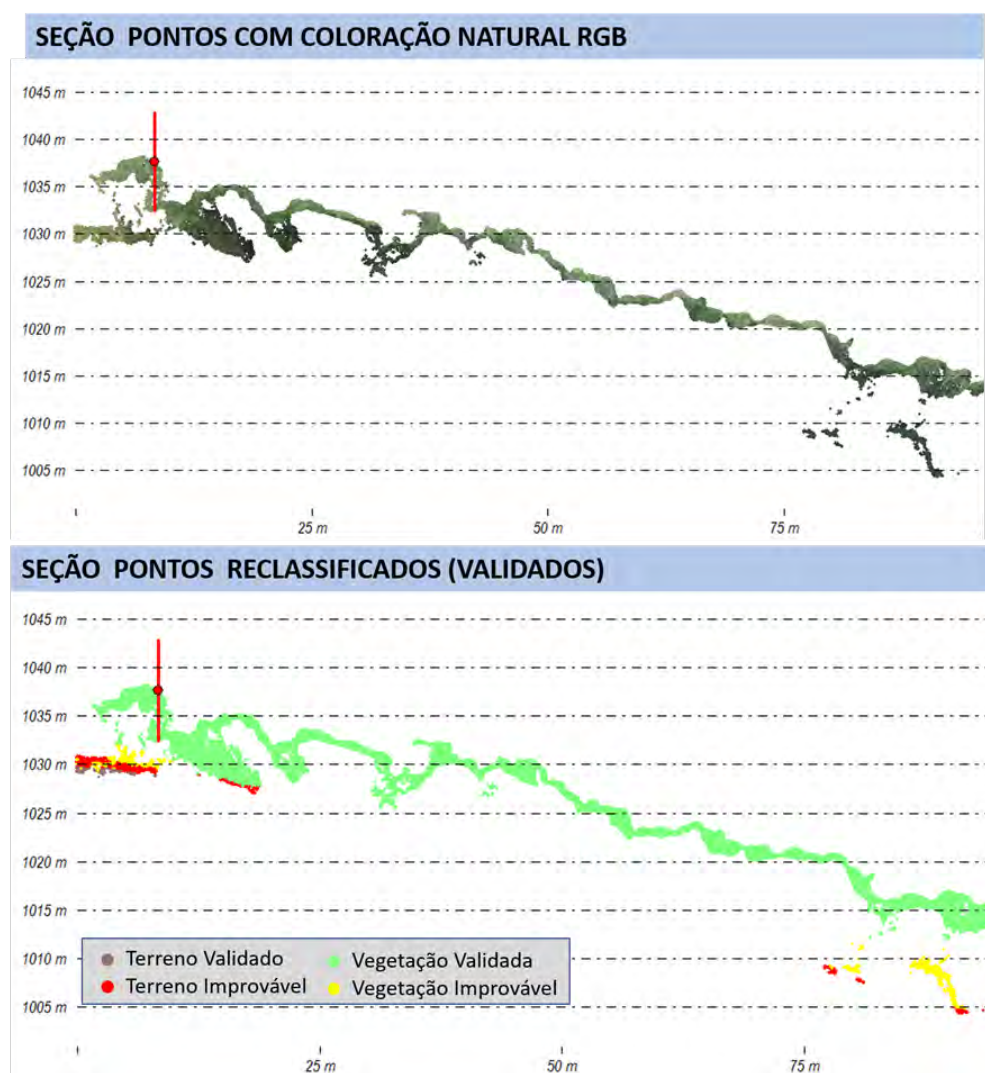 SEÇÃO PONTOS COM COLORAÇÃO NATURAL RGB
1045 m
1040 m
1035 m
1030 m
1025 m
1020 m
1015 m
1010 m
1005 m
25 m 50 m 75 m
SEÇÃO PONTOS RECLASSIFICADOS (VALIDADOS)
1045 m
1040 m
1035 m
1030 m
1025 m
1020 m
1015 m
1010 m
1005 m
Terreno Validado Vegetação Validada
Terreno Improvável Vegetação Improvável
25 m 50 m 75 m